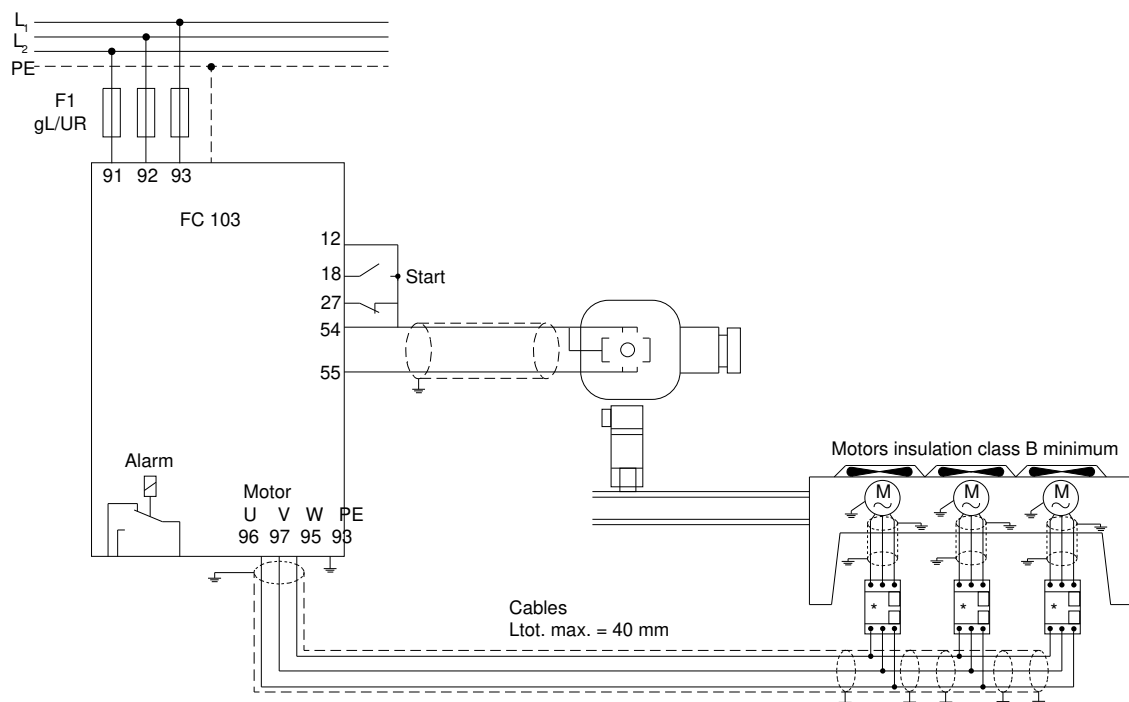 L1
L2
PE
F1
gL/UR
91 92 93
FC 103
12
18 Start
27
54
55
Alarm
Motor
U V W PE
96 97 95 93
Motors insulation class B minimum
M M M
* * *
Cables
Ltot. max. = 40 mm